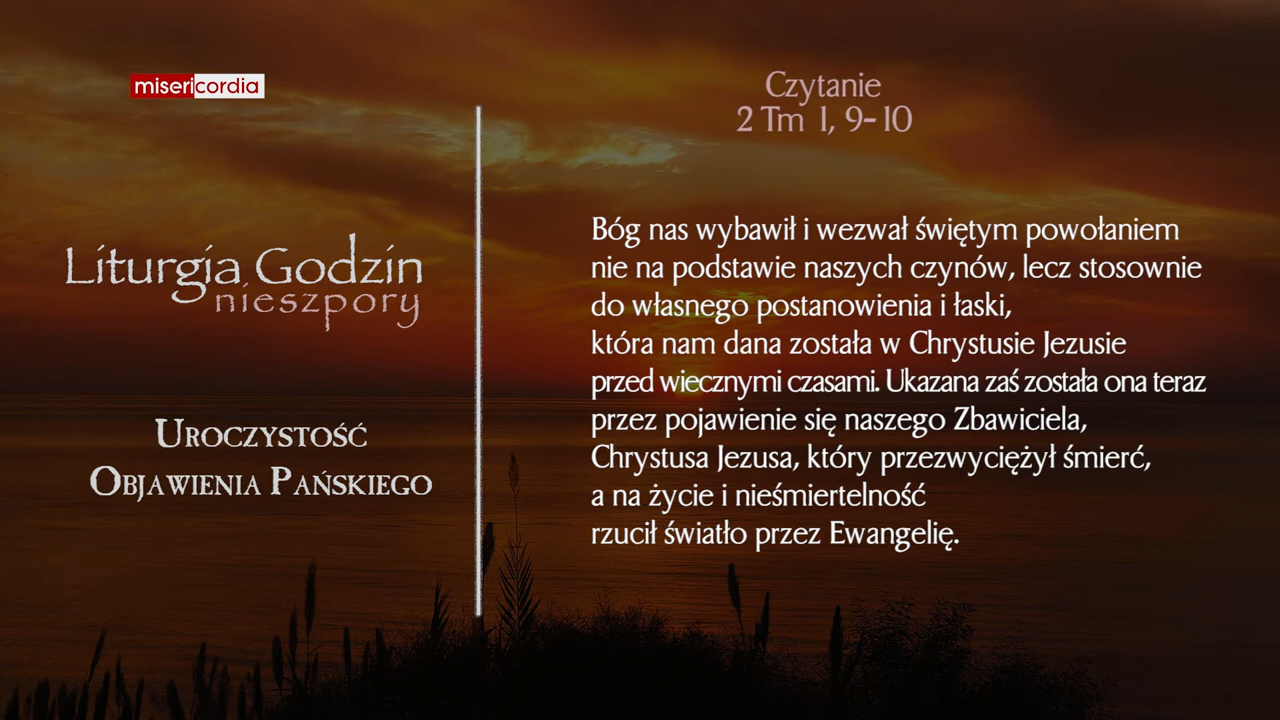 misericordia
Liturgia Godzin
nieszpory
Uroczystość
Objawienia Pańskiego
Czytanie
2 Tm 1, 9-10
Bóg nas wybawił i wezwał świętym powołaniem
nie na podstawie naszych czynów, lecz stosownie
do własnego postanowienia i łaski,
która nam dana została w Chrystusie Jezusie
przed wiecznymi czasami. Ukazana zaś została ona teraz
przez pojawienie się naszego Zbawiciela,
Chrystusa Jezusa, który przezwyciężył śmierć,
a na życie i nieśmiertelność
rzucił światło przez Ewangelię.